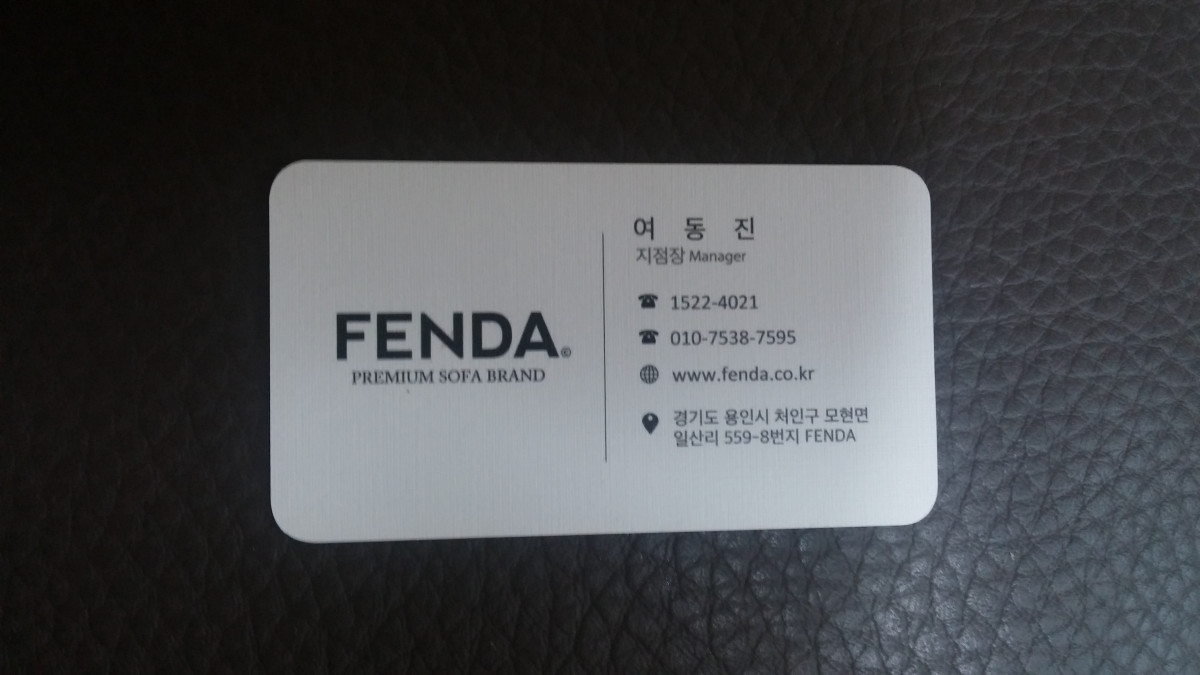 FENDA©
PREMIUM SOFA BRAND
여 동 진
지점장 Manager
1522-4021
010-7538-7595
www.fenda.co.kr
경기도 용인시 처인구 모현면
일산리 559-8번지 FENDA